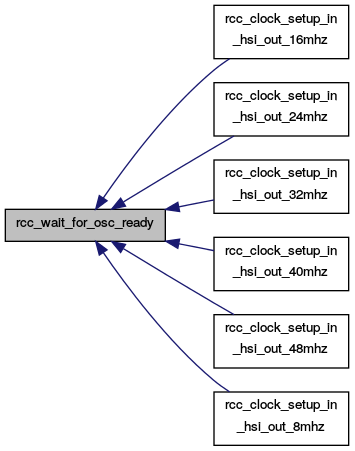 rcc_clock_setup_in
_hsi_out_16mhz
rcc_clock_setup_in
_hsi_out_24mhz
rcc_clock_setup_in
_hsi_out_32mhz
rcc_wait_for_osc_ready
rcc_clock_setup_in
_hsi_out_40mhz
rcc_clock_setup_in
_hsi_out_48mhz
rcc_clock_setup_in
_hsi_out_8mhz